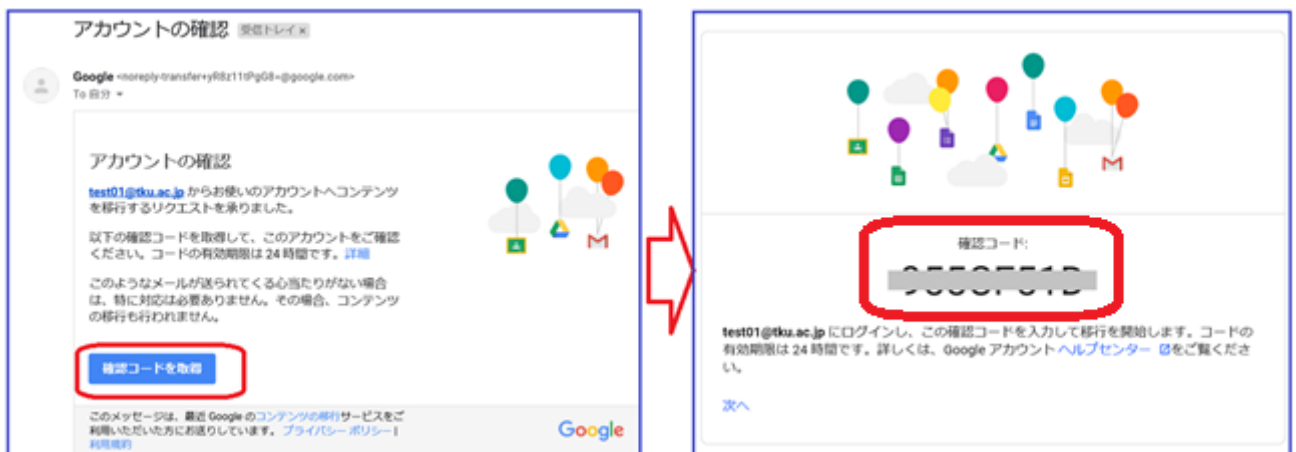 アカウントの確認 受信トレイ x
Google <noreply-transfer+yR8z11tPgG8=@google.com>
To 自分
アカウントの確認
test01@tku.ac.jp からお使いのアカウントへコンテンツ
を移行するリクエストを承りました。
以下の確認コードを取得して、このアカウントをご確認
ください。コードの有効期限は 24 時間です。詳細
このようなメールが送られてくる心当たりがない場合
は、特に対応は必要ありません。その場合、コンテンツ
の移行も行われません。
確認コードを取得
このメッセージは、最近 Google のコンテンツの移行サービスをご
利用いただいた方にお送りしています。プライバシー ポリシー |
利用規約
Google
確認コード:
test01@tku.ac.jp にログインし、この確認コードを入力して移行を開始します。コードの
有効期限は 24 時間です。詳しくは、Google アカウント ヘルプセンター をご覧くださ
い。
次へ